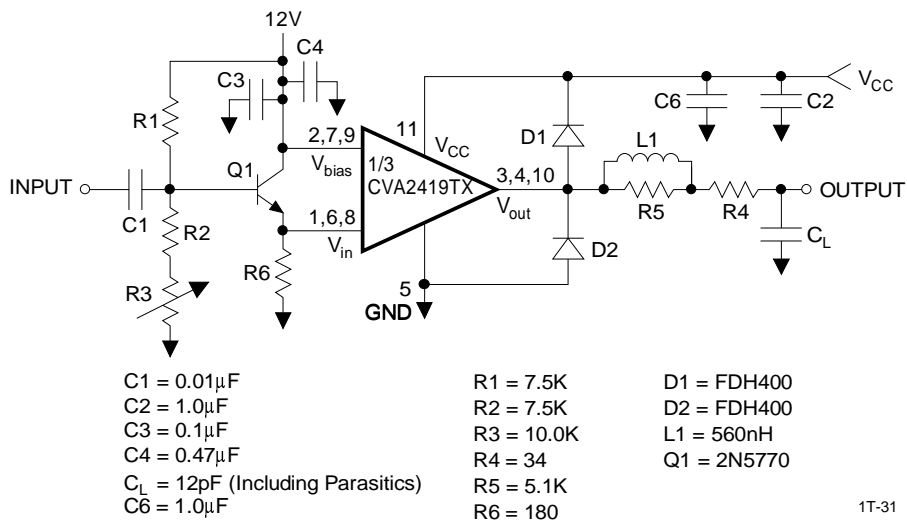 12V
C4
C3
R1
INPUT
C1
R2
R3
Q1
R6
2,7,9
Vbias
1,6,8
Vin
11
VCC
1/3
CVA2419TX
5
GND
3,4,10
Vout
D1
D2
L1
R5
R4
C6
C2
VCC
OUTPUT
CL
C1 = 0.01µF
C2 = 1.0µF
C3 = 0.1µF
C4 = 0.47µF
CL = 12pF (Including Parasitics)
C6 = 1.0µF
R1 = 7.5K
R2 = 7.5K
R3 = 10.0K
R4 = 34
R5 = 5.1K
R6 = 180
D1 = FDH400
D2 = FDH400
L1 = 560nH
Q1 = 2N5770
1T-31